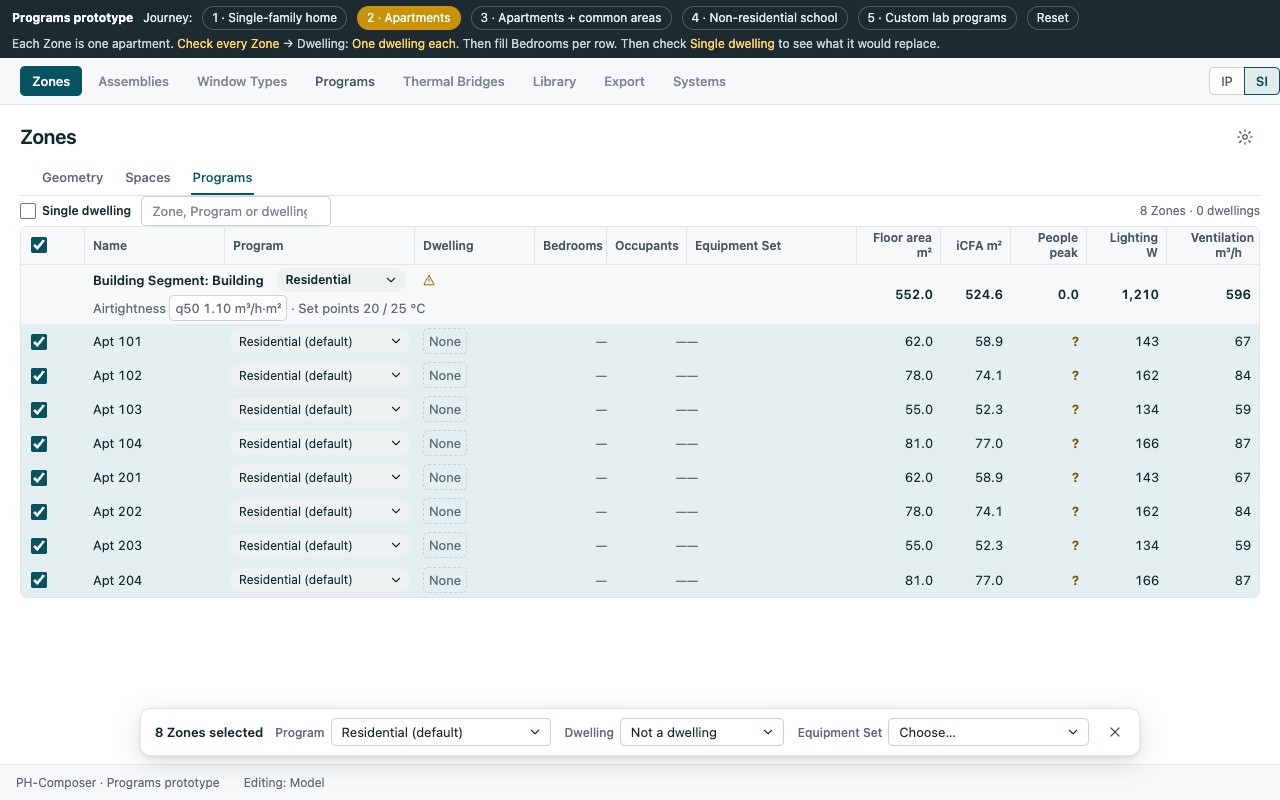 Programs prototype Journey: 1 · Single-family home 2 · Apartments 3 · Apartments + common areas 4 · Non-residential school 5 · Custom lab programs Reset
Each Zone is one apartment. Check every Zone → Dwelling: One dwelling each. Then fill Bedrooms per row. Then check Single dwelling to see what it would replace.
Zones Assemblies Window Types Programs Thermal Bridges Library Export Systems IP SI
Zones
Geometry Spaces Programs
Single dwelling Zone, Program or dwelling 8 Zones · 0 dwellings
Name Program Dwelling Bedrooms Occupants Equipment Set Floor area m² iCFA m² People peak Lighting W Ventilation m³/h
Building Segment: Building Residential 552.0 524.6 0.0 1,210 596
Airtightness q50 1.10 m³/h·m² · Set points 20 / 25 °C
Apt 101 Residential (default) None — —— 62.0 58.9 ? 143 67
Apt 102 Residential (default) None — —— 78.0 74.1 ? 162 84
Apt 103 Residential (default) None — —— 55.0 52.3 ? 134 59
Apt 104 Residential (default) None — —— 81.0 77.0 ? 166 87
Apt 201 Residential (default) None — —— 62.0 58.9 ? 143 67
Apt 202 Residential (default) None — —— 78.0 74.1 ? 162 84
Apt 203 Residential (default) None — —— 55.0 52.3 ? 134 59
Apt 204 Residential (default) None — —— 81.0 77.0 ? 166 87
8 Zones selected Program Residential (default) Dwelling Not a dwelling Equipment Set Choose...
PH-Composer · Programs prototype Editing: Model